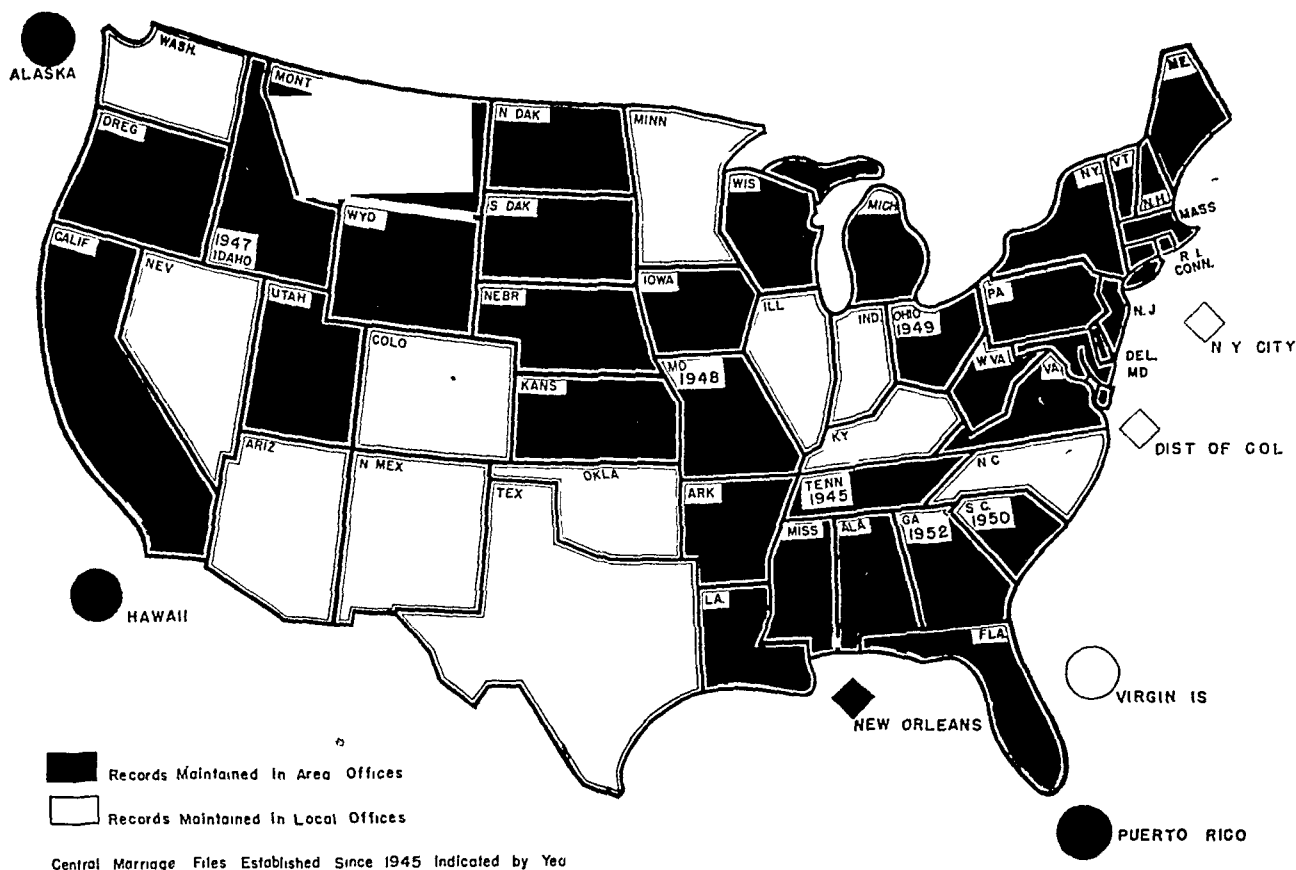 ALASKA
WASH.
MONT
N DAK
MINN
ME.
OREG
WIS
MICH
N.Y.
VT
N.H.
MASS
R I
CONN.
CALIF
1947
IDAHO
WYO
S DAK
NEV
UTAH
NEBR
IOWA
ILL
IND.
OHIO
1949
PA
N.J
N Y CITY
COLO
KANS
MO
1948
W VA
VA
DEL.
MD
KY
DIST OF COL
ARIZ
N MEX
OKLA
TEX
ARK
TENN
1945
N C
MISS
ALA
GA
1952
S C.
1950
HAWAII
LA.
FLA.
VIRGIN IS
NEW ORLEANS
PUERTO RICO
Records Maintained In Area Offices
Records Maintained in Local Offices
Central Marriage Files Established Since 1945 Indicated by Yea